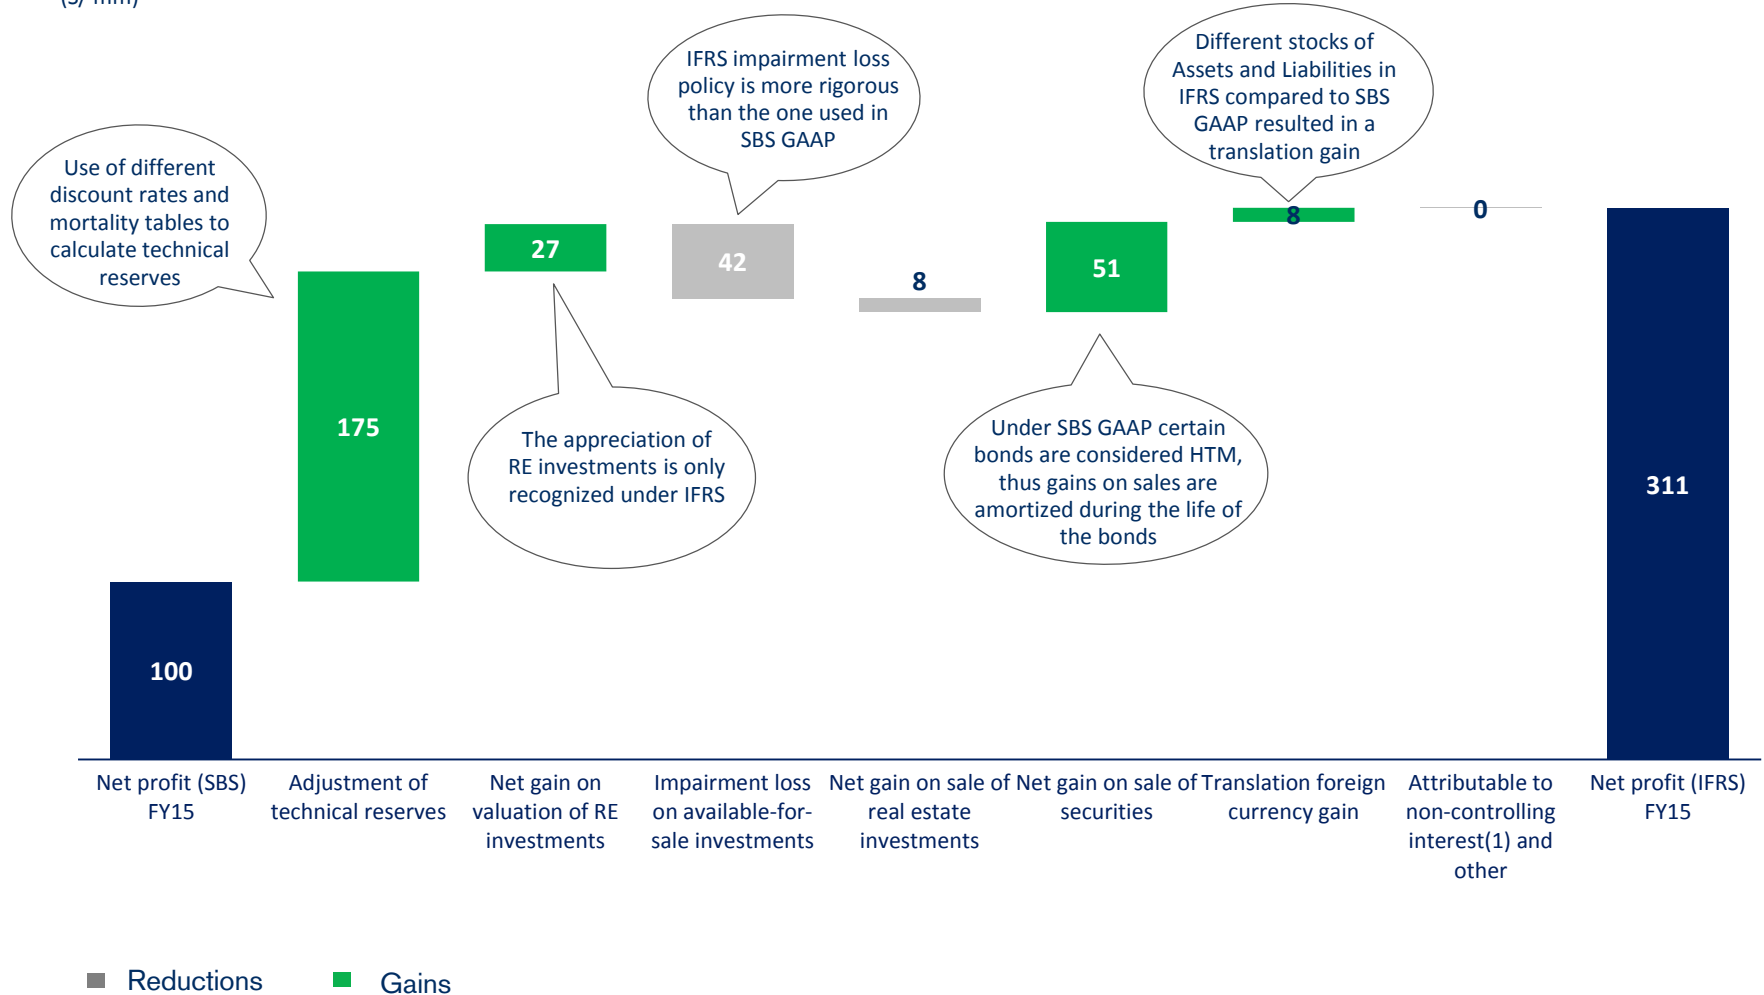 (S/ mm)
Use of different
discount rates and
mortality tables to
calculate technical
reserves
IFRS impairment loss
policy is more rigorous
than the one used in
SBS GAAP
Different stocks of
Assets and Liabilities in
IFRS compared to SBS
GAAP resulted in a
translation gain
The appreciation of
RE investments is only
recognized under IFRS
Under SBS GAAP certain
bonds are considered HTM,
thus gains on sales are
amortized during the life of
the bonds
100
175
27
42
8
51
8
0
311
Net profit (SBS)
FY15
Adjustment of
technical reserves
Net gain on
valuation of RE
investments
Impairment loss
on available-for-
sale investments
Net gain on sale of
real estate
investments
Net gain on sale of
securities
Translation foreign
currency gain
Attributable to
non-controlling
interest(1) and
other
Net profit (IFRS)
FY15
Reductions
Gains